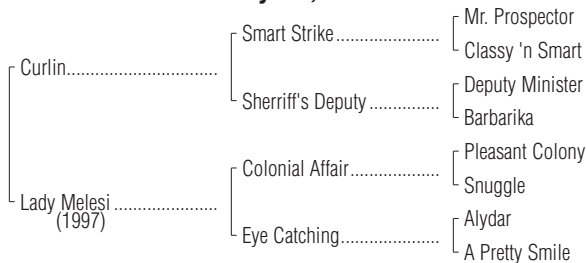 Mr. Prospector
Smart Strike....................
Classy 'n Smart
Curlin.............................
Deputy Minister
Sherriff's Deputy ..............
Barbarika
Pleasant Colony
Colonial Affair.................
Snuggle
Lady Melesi ....................
(1997)
Alydar
Eye Catching...................
A Pretty Smile